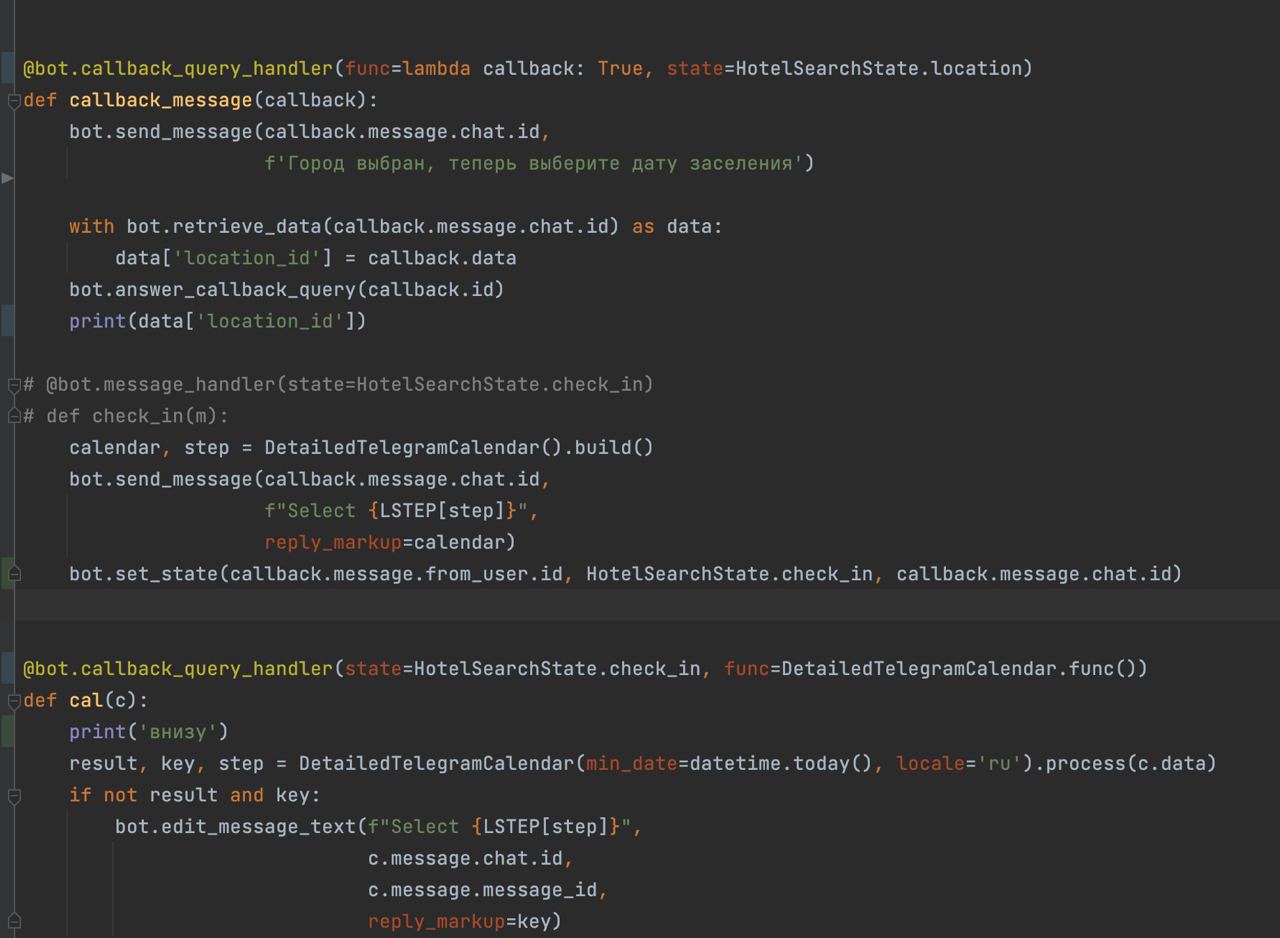 @bot.callback_query_handler(func=lambda callback: True, state=HotelSearchState.location)
def callback_message(callback):
    bot.send_message(callback.message.chat.id,
                     f'Город выбран, теперь выберите дату заселения')

    with bot.retrieve_data(callback.message.chat.id) as data:
        data['location_id'] = callback.data
    bot.answer_callback_query(callback.id)
    print(data['location_id'])

# @bot.message_handler(state=HotelSearchState.check_in)
# def check_in(m):
    calendar, step = DetailedTelegramCalendar().build()
    bot.send_message(callback.message.chat.id,
                     f"Select {LSTEP[step]}",
                     reply_markup=calendar)
    bot.set_state(callback.message.from_user.id, HotelSearchState.check_in, callback.message.chat.id)

@bot.callback_query_handler(state=HotelSearchState.check_in, func=DetailedTelegramCalendar.func())
def cal(c):
    print('внизу')
    result, key, step = DetailedTelegramCalendar(min_date=datetime.today(), locale='ru').process(c.data)
    if not result and key:
        bot.edit_message_text(f"Select {LSTEP[step]}",
                              c.message.chat.id,
                              c.message.message_id,
                              reply_markup=key)